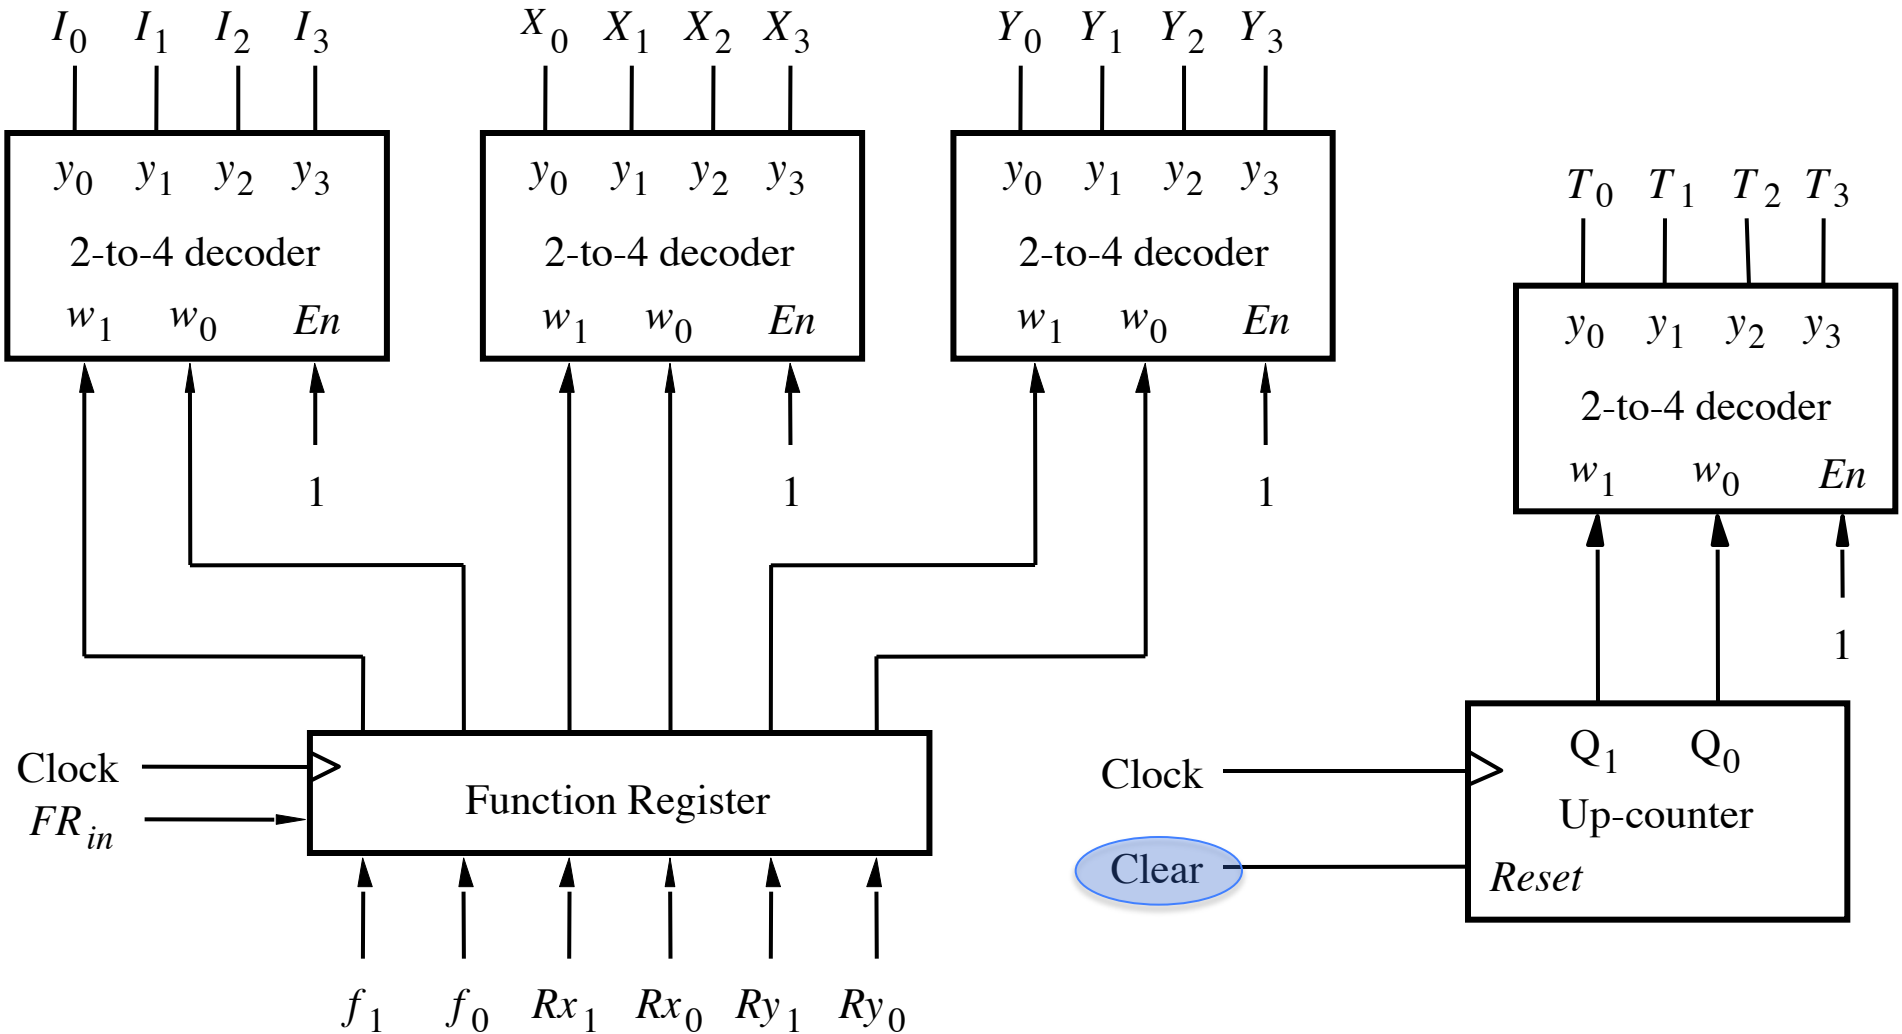 I0 I1 I2 I3
X0 X1 X2 X3
Y0 Y1 Y2 Y3
y0 y1 y2 y3
2-to-4 decoder
w1 w0 En
1
y0 y1 y2 y3
2-to-4 decoder
w1 w0 En
1
y0 y1 y2 y3
2-to-4 decoder
w1 w0 En
1
T0 T1 T2 T3
y0 y1 y2 y3
2-to-4 decoder
w1 w0 En
1
Clock
FRin
Function Register
f1 f0 Rx1 Rx0 Ry1 Ry0
Clock
Clear
Q1 Q0
Up-counter
Reset